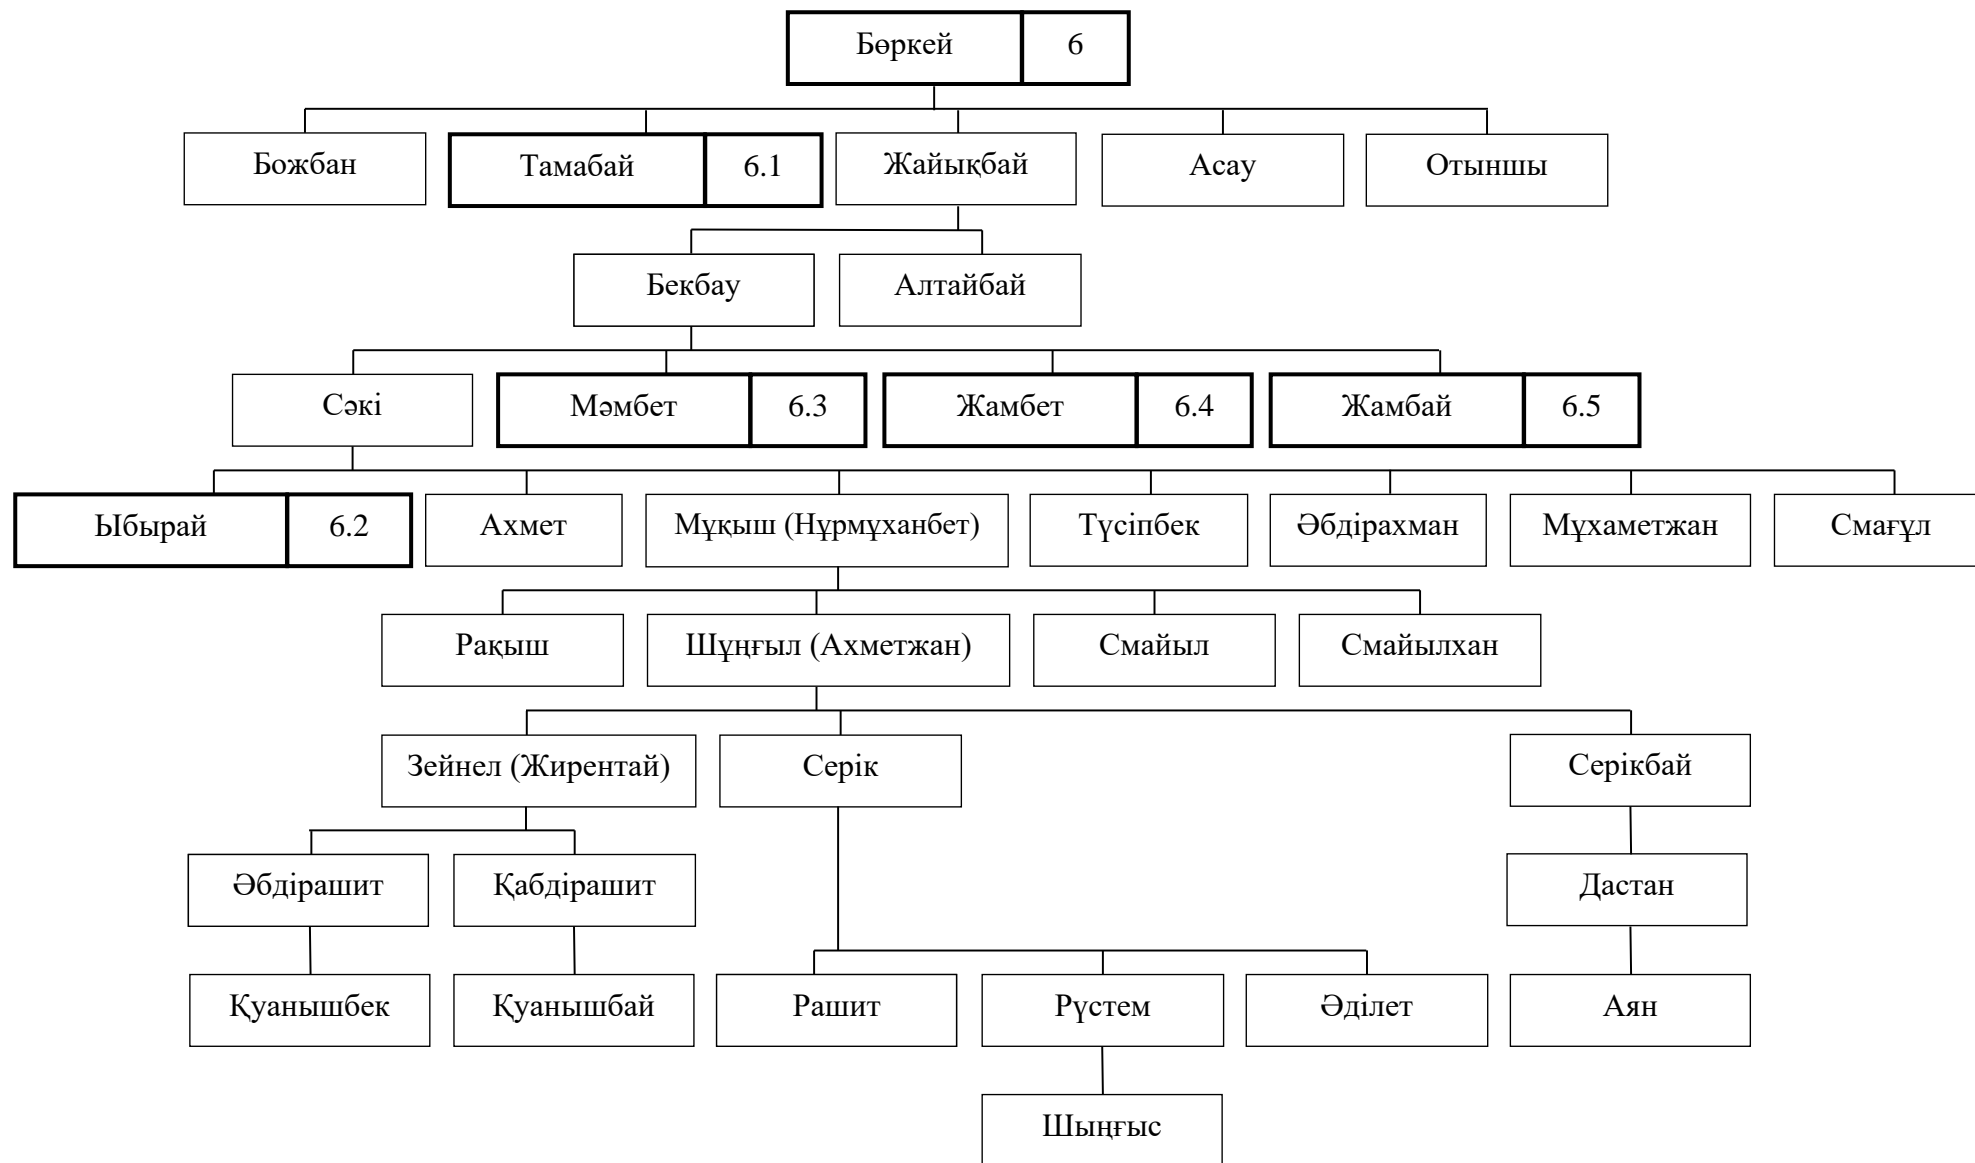 Бөркей 6
Божбан Тамабай 6.1 Жайықбай Асау Отыншы
Бекбау Алтайбай
Сәкі Мәмбет 6.3 Жамбет 6.4 Жамбай 6.5
Ыбырай 6.2 Ахмет Мұқыш (Нұрмұханбет) Түсіпбек Әбдірахман Мұхаметжан Смағұл
Рақыш Шұңғыл (Ахметжан) Смайыл Смайылхан
Зейнел (Жирентай) Серік Серікбай
Әбдірашит Қабдірашит Дастан
Қуанышбек Қуанышбай Рашит Рүстем Әділет Аян
Шыңғыс